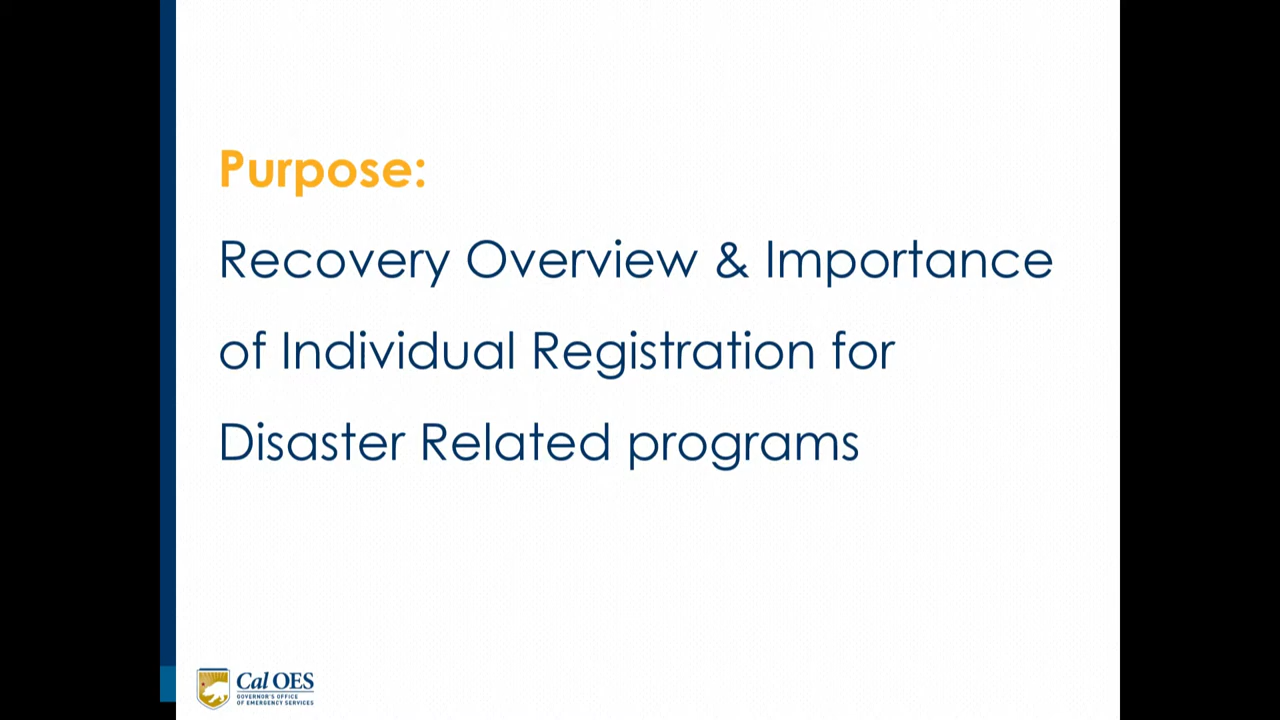 Purpose:
Recovery Overview & Importance
of Individual Registration for
Disaster Related programs
Cal OES
GOVERNOR'S OFFICE
OF EMERGENCY SERVICES